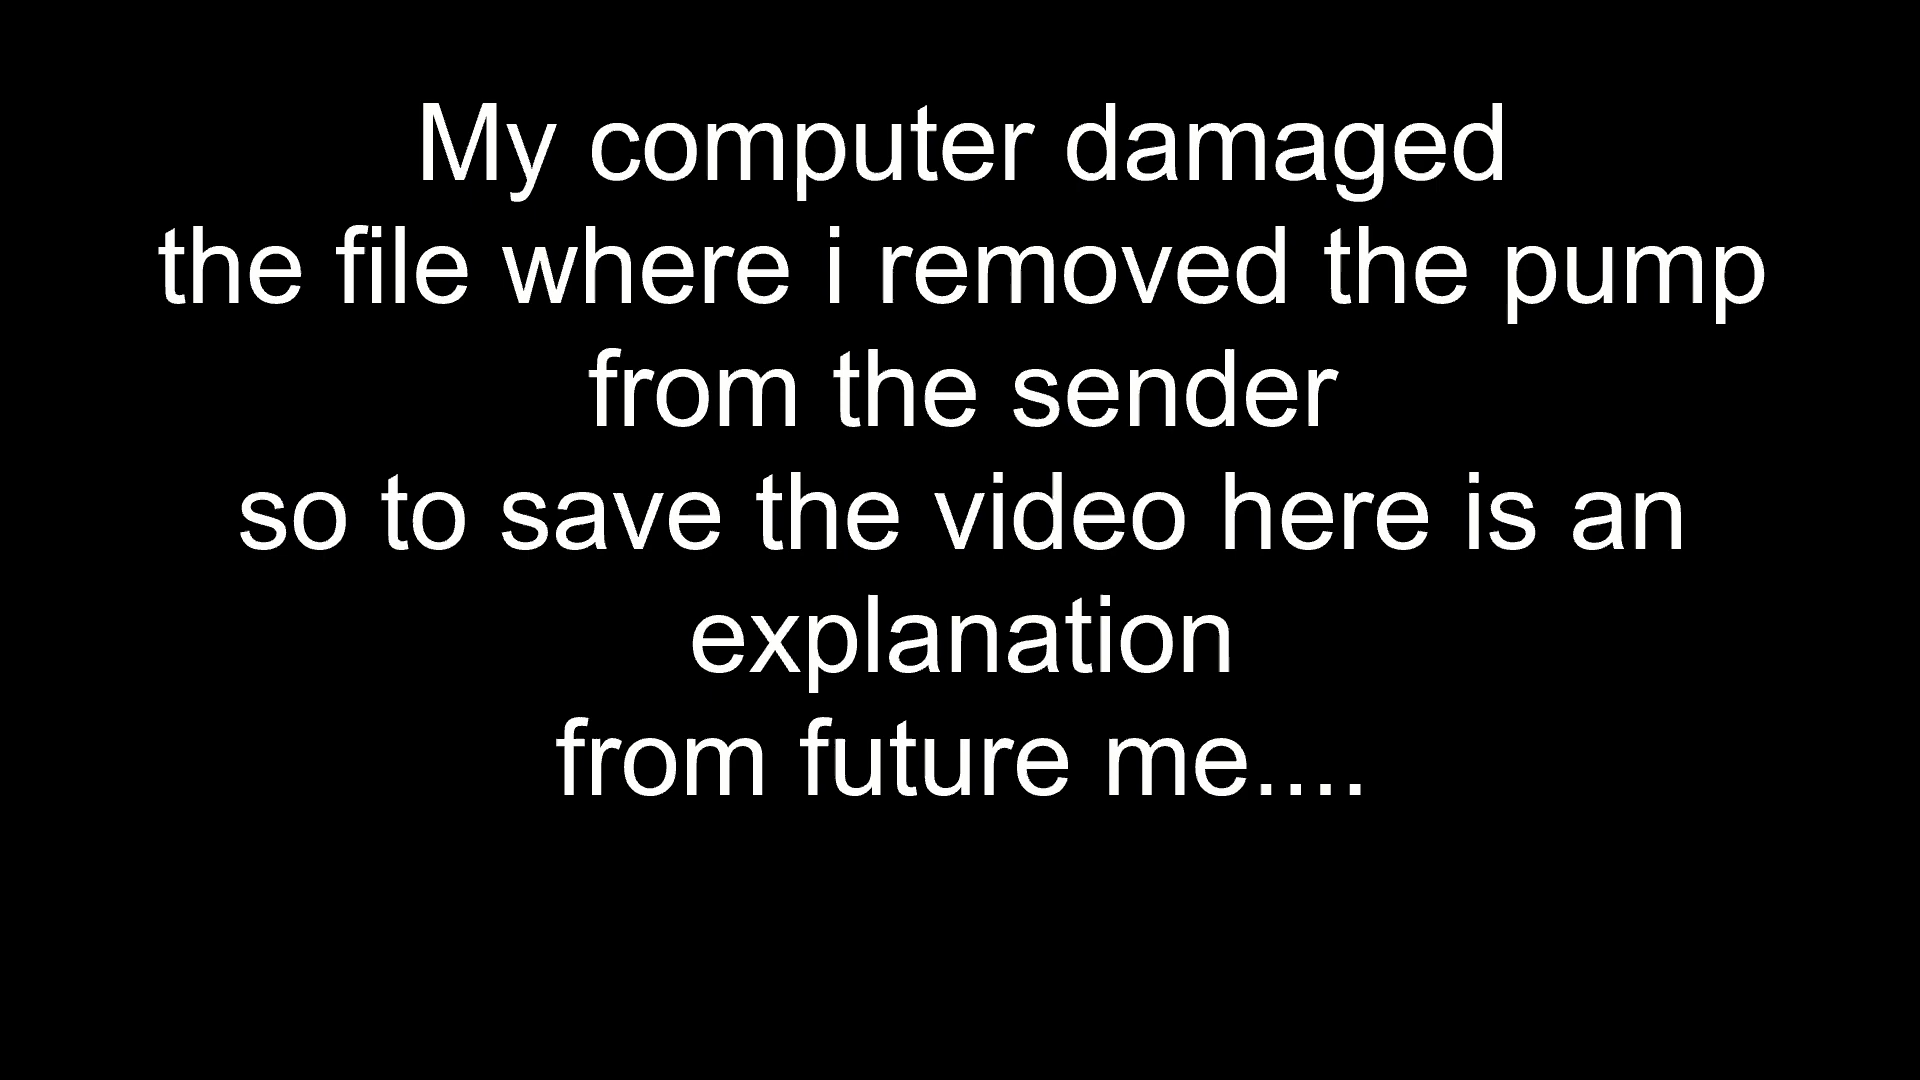 My computer damaged
the file where i removed the pump
from the sender
so to save the video here is an
explanation
from future me....